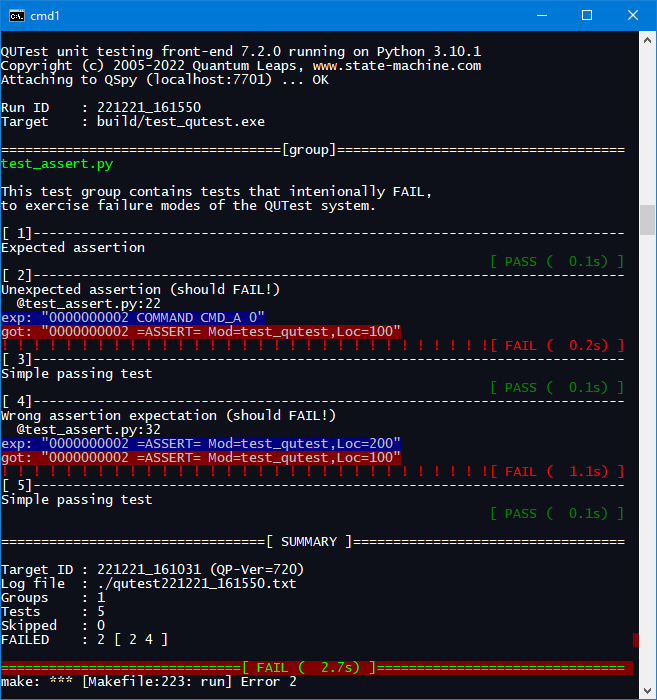 cmd1
QUTest unit testing front-end 7.2.0 running on Python 3.10.1
Copyright (c) 2005-2022 Quantum Leaps, www.state-machine.com
Attaching to QSpy (localhost:7701) ... OK
Run ID    : 221221_161550
Target    : build/test_qutest.exe
===================================[group]====================================
test_assert.py
This test group contains tests that intenionally FAIL,
to exercise failure modes of the QUTest system.
[ 1]--------------------------------------------------------------------------
Expected assertion
[ PASS (  0.1s) ]
[ 2]--------------------------------------------------------------------------
Unexpected assertion (should FAIL!)
  @test_assert.py:22
exp: "0000000002 COMMAND CMD_A 0"
got: "0000000002 =ASSERT= Mod=test_qutest,Loc=100"
! ! ! ! ! ! ! ! ! ! ! ! ! ! ! ! ! ! ! ! ! ! ! ! ! ! ! ! ! ! ![ FAIL (  0.2s) ]
[ 3]--------------------------------------------------------------------------
Simple passing test
[ PASS (  0.1s) ]
[ 4]--------------------------------------------------------------------------
Wrong assertion expectation (should FAIL!)
  @test_assert.py:32
exp: "0000000002 =ASSERT= Mod=test_qutest,Loc=200"
got: "0000000002 =ASSERT= Mod=test_qutest,Loc=100"
! ! ! ! ! ! ! ! ! ! ! ! ! ! ! ! ! ! ! ! ! ! ! ! ! ! ! ! ! ! ![ FAIL (  1.1s) ]
[ 5]--------------------------------------------------------------------------
Simple passing test
[ PASS (  0.1s) ]
=================================[ SUMMARY ]==================================
Target ID : 221221_161031 (QP-Ver=720)
Log file  : ./qutest221221_161550.txt
Groups    : 1
Tests     : 5
Skipped   : 0
FAILED    : 2 [ 2 4 ]
==============================[ FAIL (  2.7s) ]===============================
make: *** [Makefile:223: run] Error 2